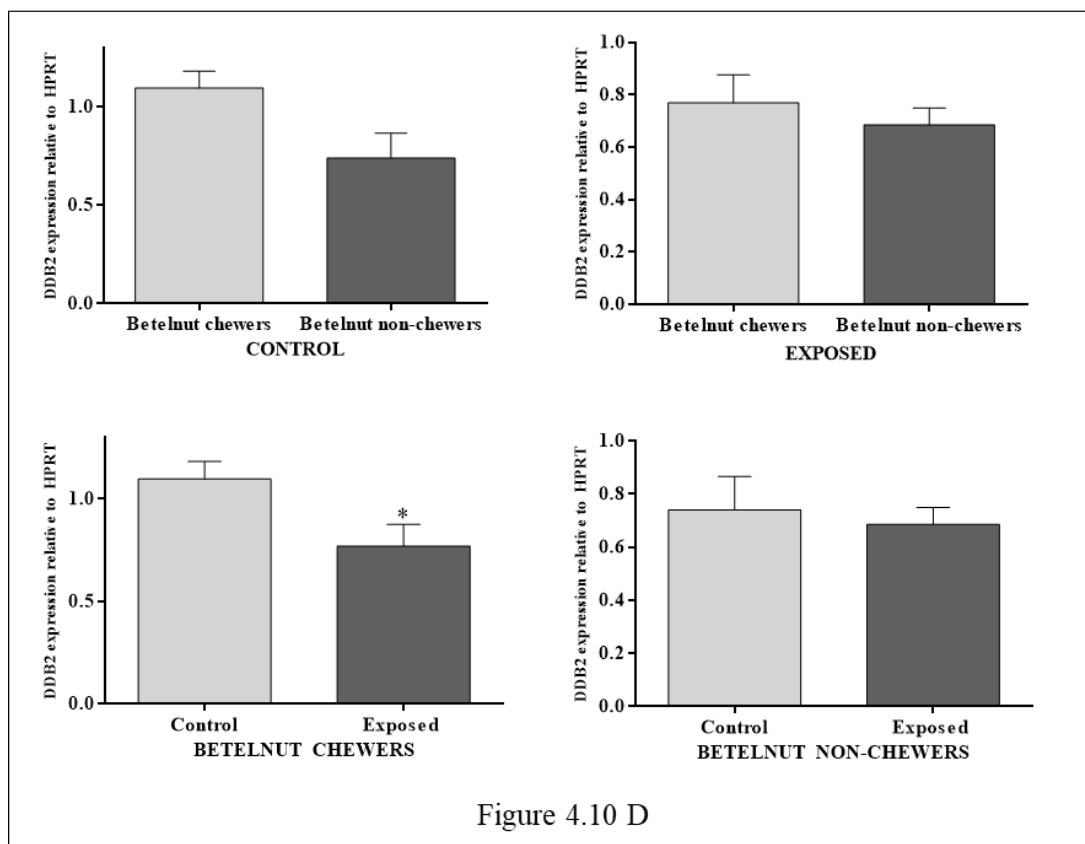 DDB2 expression relative to HPRT
1.0
0.5
0.0
Betelnut chewers Betelnut non-chewers
CONTROL
DDB2 expression relative to HPRT
1.0
0.8
0.6
0.4
0.2
0.0
Betelnut chewers Betelnut non-chewers
EXPOSED
DDB2 expression relative to HPRT
1.0
0.5
0.0
*
Control Exposed
BETELNUT CHEWERS
DDB2 expression relative to HPRT
1.0
0.8
0.6
0.4
0.2
0.0
Control Exposed
BETELNUT NON-CHEWERS
Figure 4.10 D